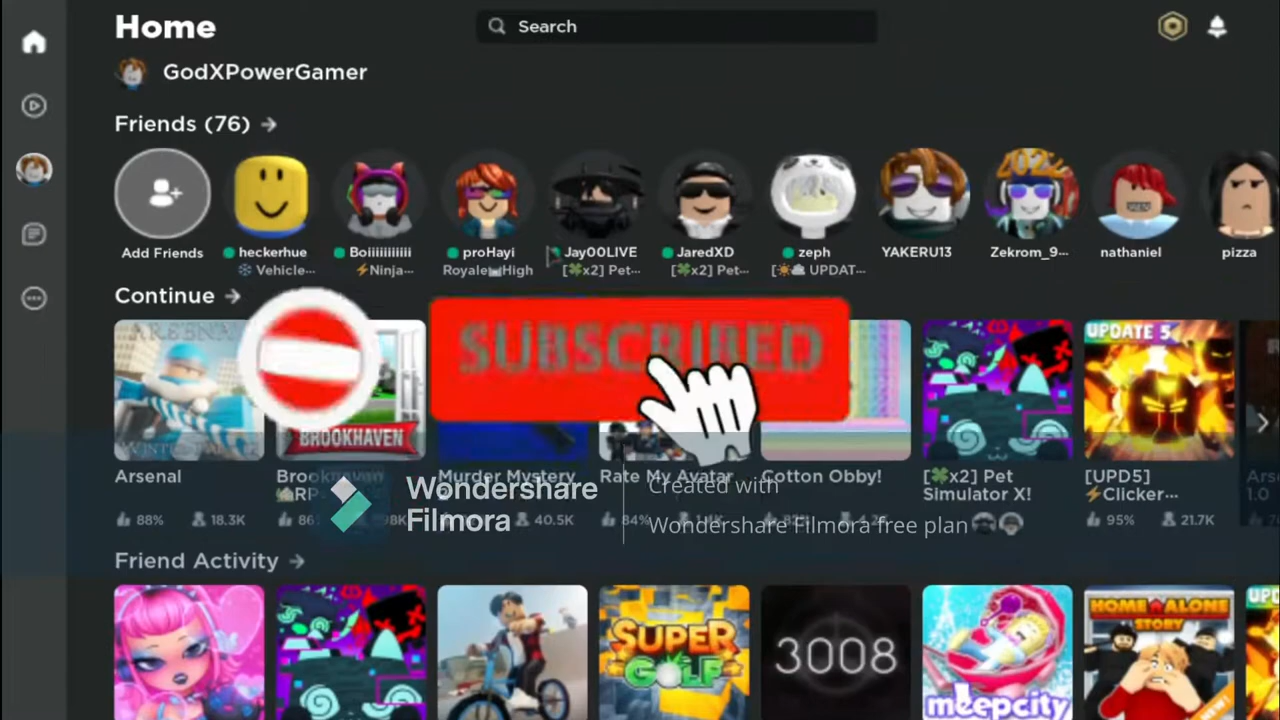 Home
Search
GodXPowerGamer
Friends (76)
Add Friends
heckerhue
Vehicle...
Boiiiiiiiiiii
Ninja...
proHayi
Royale High
Jay00LIVE
[x2] Pet...
JaredXD
[x2] Pet...
zeph
[ UPDAT...
YAKERU13
Zekrom_9...
nathaniel
pizza
Continue
SUBSCRIBED
BROOKHAVEN
UPDATE 5
Arsenal
88%
18.3K
Murder Mystery
40.5K
Rate My Avatar
84%
Cotton Obby!
[x2] Pet
Simulator X!
[UPD5]
Clicker...
95%
21.7K
Wondershare
Filmora
Created with
Wondershare Filmora free plan
Friend Activity
SUPER
GOLF
3008
meepcity
HOME ALONE
STORY